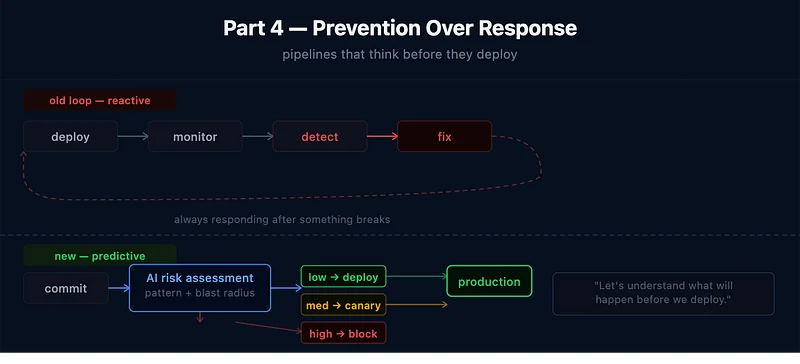 Part 4 — Prevention Over Response
pipelines that think before they deploy
old loop — reactive
deploy
monitor
detect
fix
always responding after something breaks
new — predictive
commit
AI risk assessment
pattern + blast radius
low → deploy
med → canary
high → block
production
"Let's understand what will
happen before we deploy."